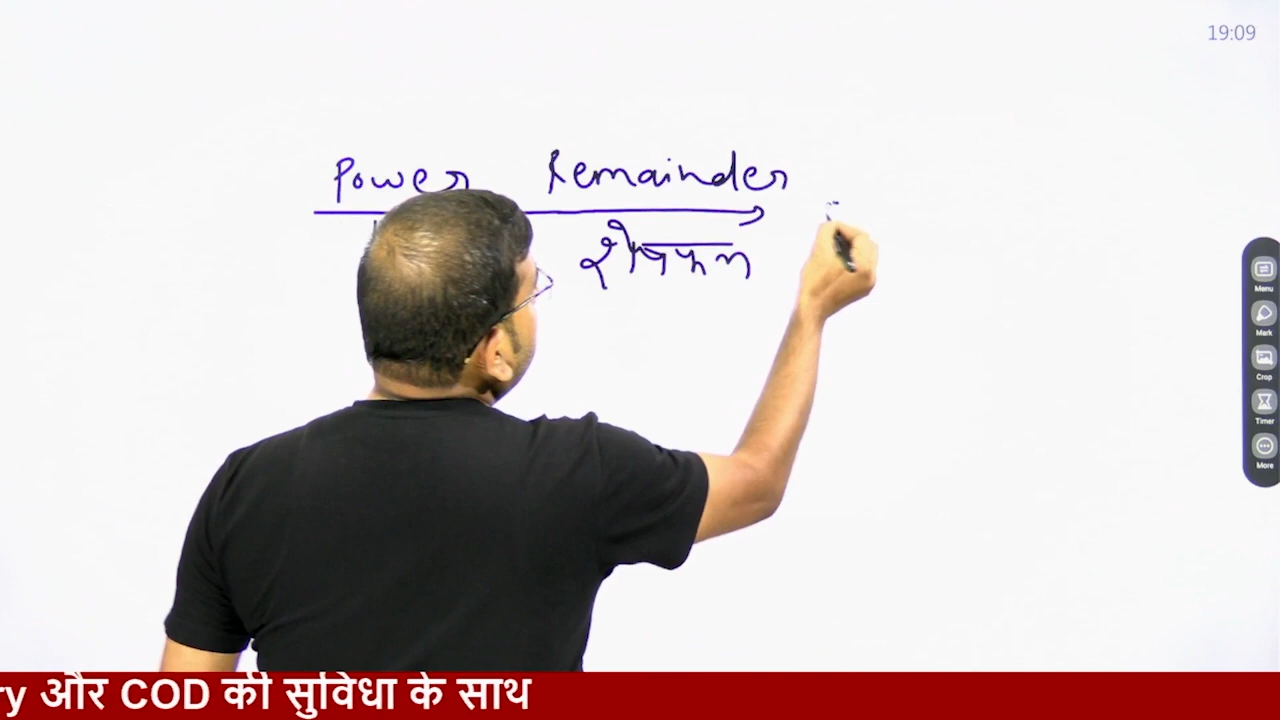 19:09
Power Remainder
शेषफल
Menu
Mark
Crop
Timer
More
ry और COD की सुविधा के साथ